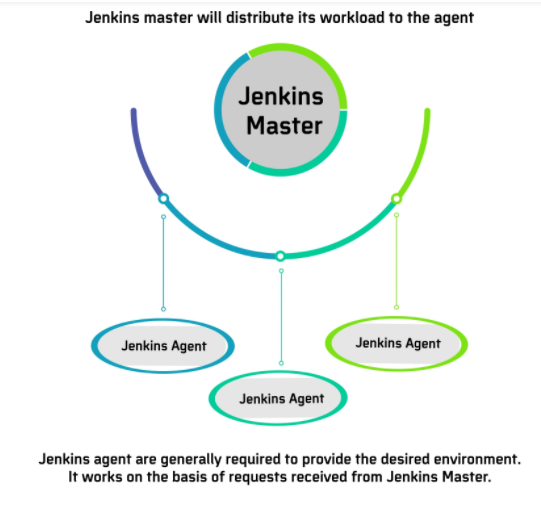 Jenkins master will distribute its workload to the agent
Jenkins
Master
Jenkins Agent
Jenkins Agent
Jenkins Agent
Jenkins agent are generally required to provide the desired environment.
It works on the basis of requests received from Jenkins Master.